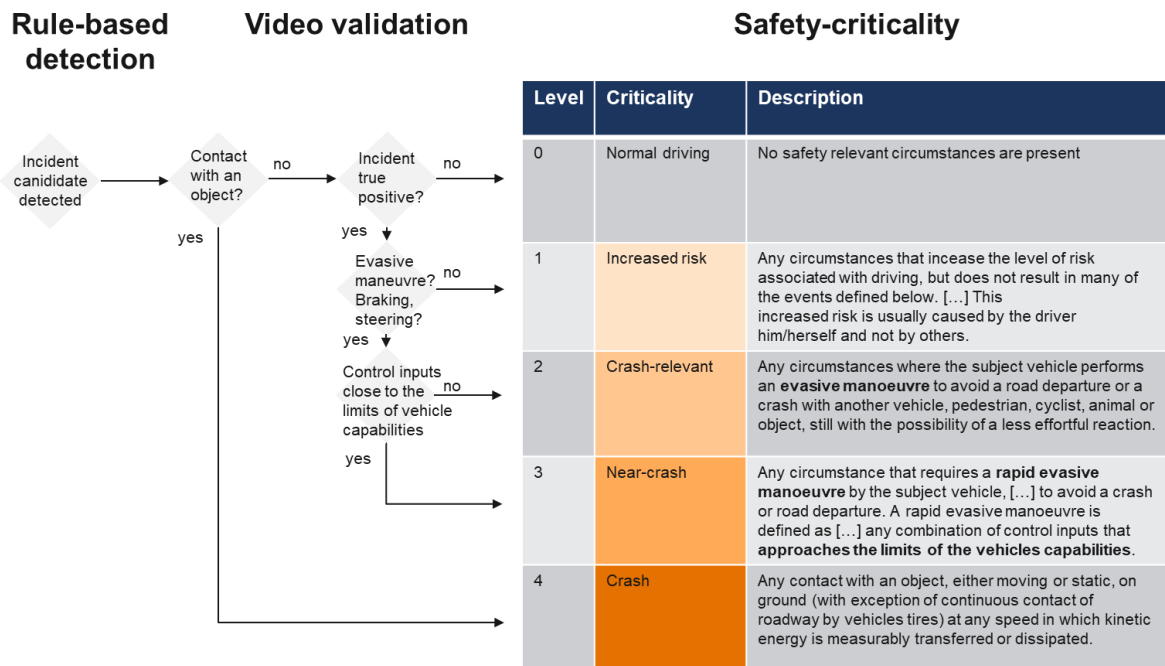 Rule-based
detection
Video validation
Safety-criticality
Incident
canididate
detected
Contact
with an
object?
no
yes
Incident
true
positive?
no
yes
Evasive
maneuvre?
Braking,
steering?
no
yes
Control inputs
close to the
limits of vehicle
capabilities
no
yes
Level Criticality Description
0 Normal driving No safety relevant circumstances are present
1 Increased risk Any circumstances that incease the level of risk
associated with driving, but does not result in many of
the events defined below. […] This
increased risk is usually caused by the driver
him/herself and not by others.
2 Crash-relevant Any circumstances where the subject vehicle performs
an evasive manoeuvre to avoid a road departure or a
crash with another vehicle, pedestrian, cyclist, animal or
object, still with the possibility of a less effortful reaction.
3 Near-crash Any circumstance that requires a rapid evasive
manoeuvre by the subject vehicle, […] to avoid a crash
or road departure. A rapid evasive manoeuvre is
defined as […] any combination of control inputs that
approaches the limits of the vehicles capabilities.
4 Crash Any contact with an object, either moving or static, on
ground (with exception of continuous contact of
roadway by vehicles tires) at any speed in which kinetic
energy is measurably transferred or dissipated.